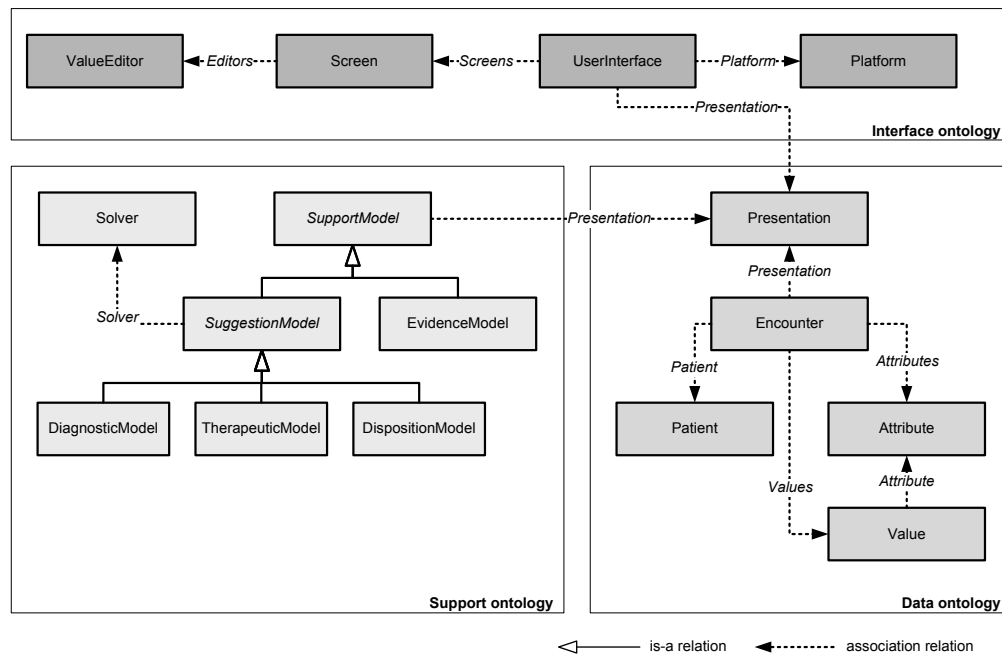 ValueEditor
Editors
Screen
Screens
UserInterface
Platform
Platform
Presentation
Interface ontology
Solver
SupportModel
Presentation
Presentation
Presentation
Solver
SuggestionModel
EvidenceModel
Encounter
Patient
Attributes
DiagnosticModel
TherapeuticModel
DispositionModel
Patient
Attribute
Values
Attribute
Value
Support ontology
Data ontology
is-a relation
association relation